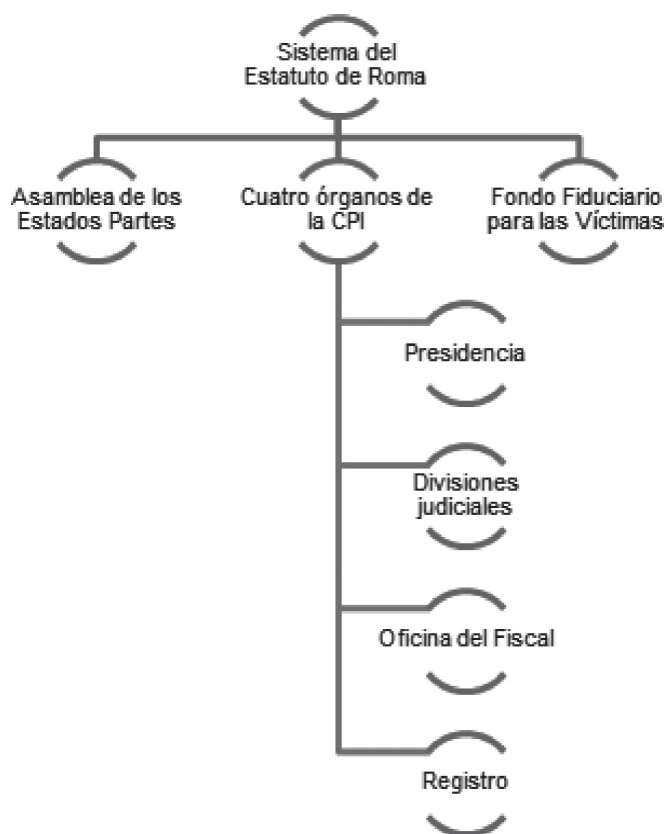 Sistema del
Estatuto de Roma
Asamblea de los
Estados Partes
Cuatro órganos de
la CPI
Fondo Fiduciario
para las Víctimas
Presidencia
Divisiones
judiciales
Oficina del Fiscal
Registro